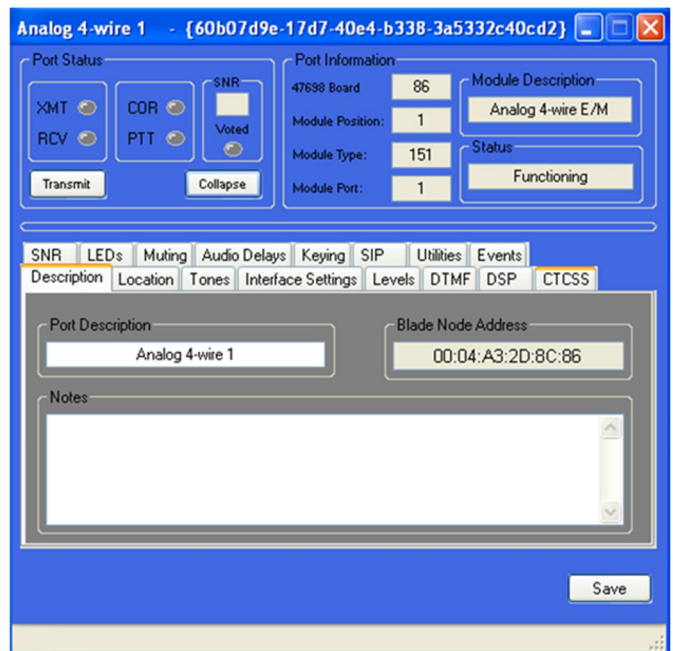 Analog 4-wire 1 - {60b07d9e-17d7-40e4-b338-3a5332c40cd2}
Port Status
XMT
COR
SNR
RCV
PTT
Voted
Transmit
Collapse
Port Information
47698 Board 86
Module Position: 1
Module Type: 151
Module Port: 1
Module Description
Analog 4-wire E/M
Status
Functioning
SNR LEDs Muting Audio Delays Keying SIP Utilities Events
Description Location Tones Interface Settings Levels DTMF DSP CTCSS
Port Description
Analog 4-wire 1
Blade Node Address
00:04:A3:2D:8C:86
Notes
Save